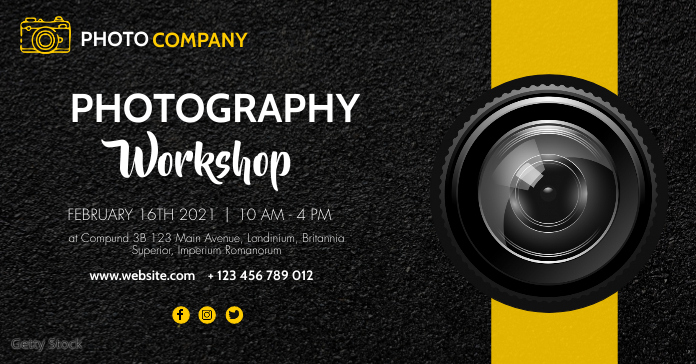 PHOTO COMPANY
PHOTOGRAPHY
Workshop
FEBRUARY 16TH 2021 | 10 AM - 4 PM
at Compund 3B 123 Main Avenue, Landinium, Britannia
Superior, Imperium Romanorum
www.website.com + 123 456 789 012
Getty Stock